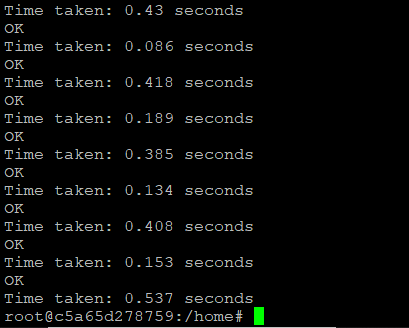 Time taken: 0.43 seconds
OK
Time taken: 0.086 seconds
OK
Time taken: 0.418 seconds
OK
Time taken: 0.189 seconds
OK
Time taken: 0.385 seconds
OK
Time taken: 0.134 seconds
OK
Time taken: 0.408 seconds
OK
Time taken: 0.153 seconds
OK
Time taken: 0.537 seconds
root@c5a65d278759:/home#